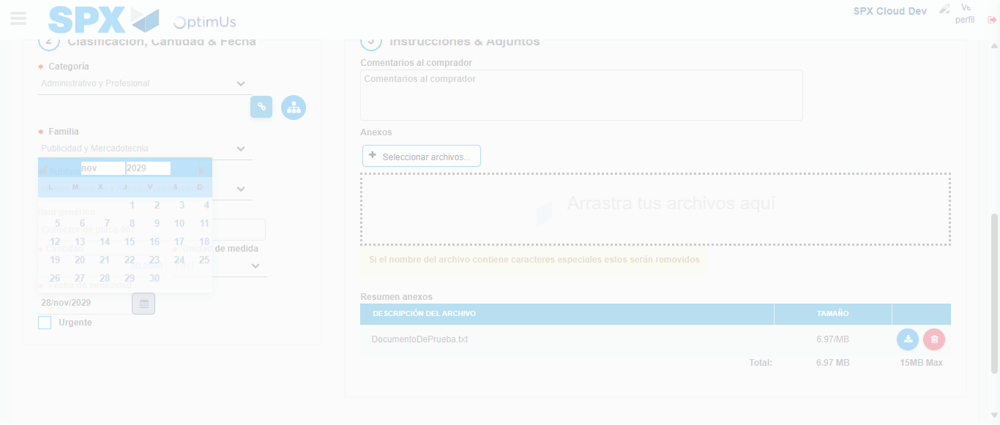 SPX
OptimUs
SPX Cloud Dev
Ve
perfil
2 Clasificación, Cantidad & Fecha
* Categoría
Administrativo y Profesional
* Familia
Publicidad y Mercadotecnia
nov 2029
L M X J V S D
1 2 3 4
5 6 7 8 9 10 11
12 13 14 15 16 17 18
19 20 21 22 23 24 25
26 27 28 29 30
Ítem genérico
* Cantidad
* Unidad de medida
* Fecha de necesidad
28/nov/2029
Urgente
3 Instrucciones & Adjuntos
Comentarios al comprador
Comentarios al comprador
Anexos
+ Seleccionar archivos...
Arrastra tus archivos aquí
Si el nombre del archivo contiene caracteres especiales estos serán removidos
Resumen anexos
DESCRIPCIÓN DEL ARCHIVO TAMAÑO
DocumentoDePrueba.txt 6.97/MB
Total: 6.97 MB 15MB Max